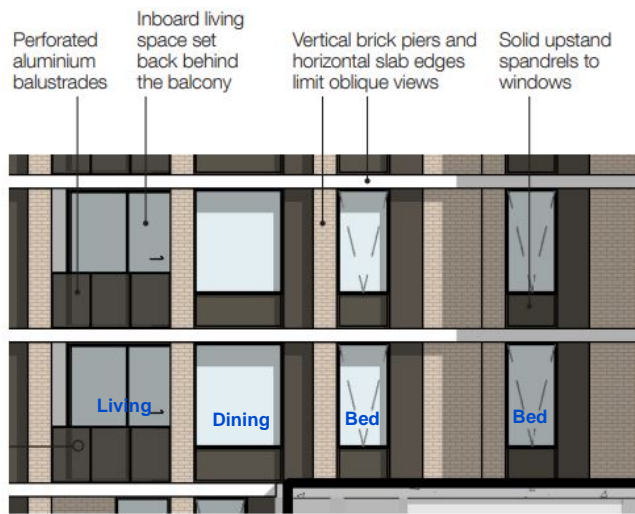 Perforated
aluminium
balustrades
Inboard living
space set
back behind
the balcony
Vertical brick piers and
horizontal slab edges
limit oblique views
Solid upstand
spandrels to
windows
Living
Dining
Bed
Bed